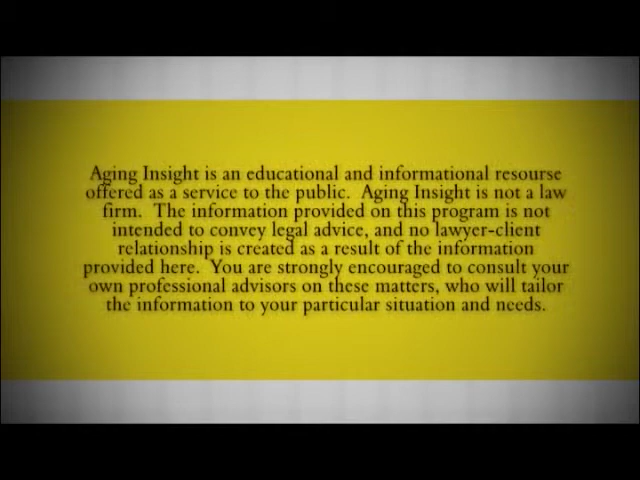 Aging Insight is an educational and informational resourse
offered as a service to the public.  Aging Insight is not a law
firm.  The information provided on this program is not
intended to convey legal advice, and no lawyer-client
relationship is created as a result of the information
provided here.  You are strongly encouraged to consult your
own professional advisors on these matters, who will tailor
the information to your particular situation and needs.